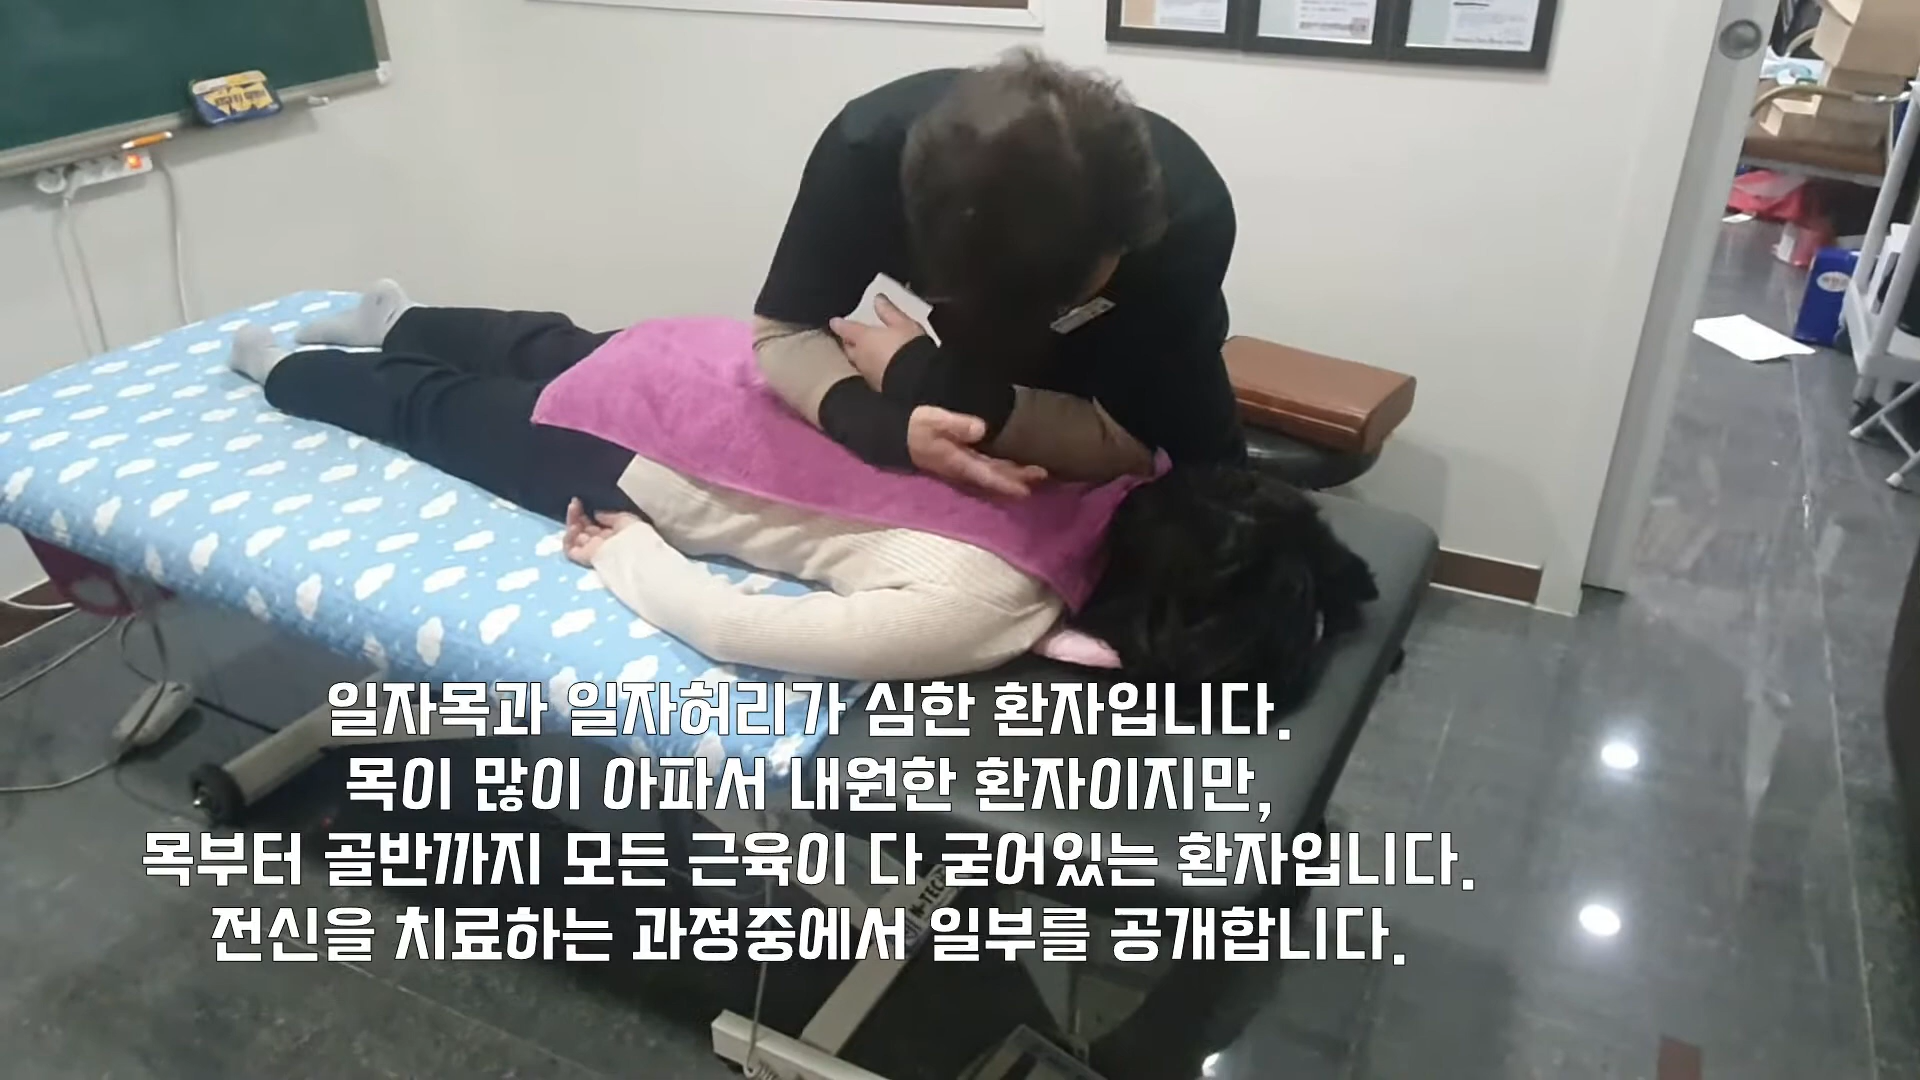 일자목과 일자허리가 심한 환자입니다.
목이 많이 아파서 내원한 환자이지만,
목부터 골반까지 모든 근육이 다 굳어있는 환자입니다.
전신을 치료하는 과정중에서 일부를 공개합니다.
N-TECH